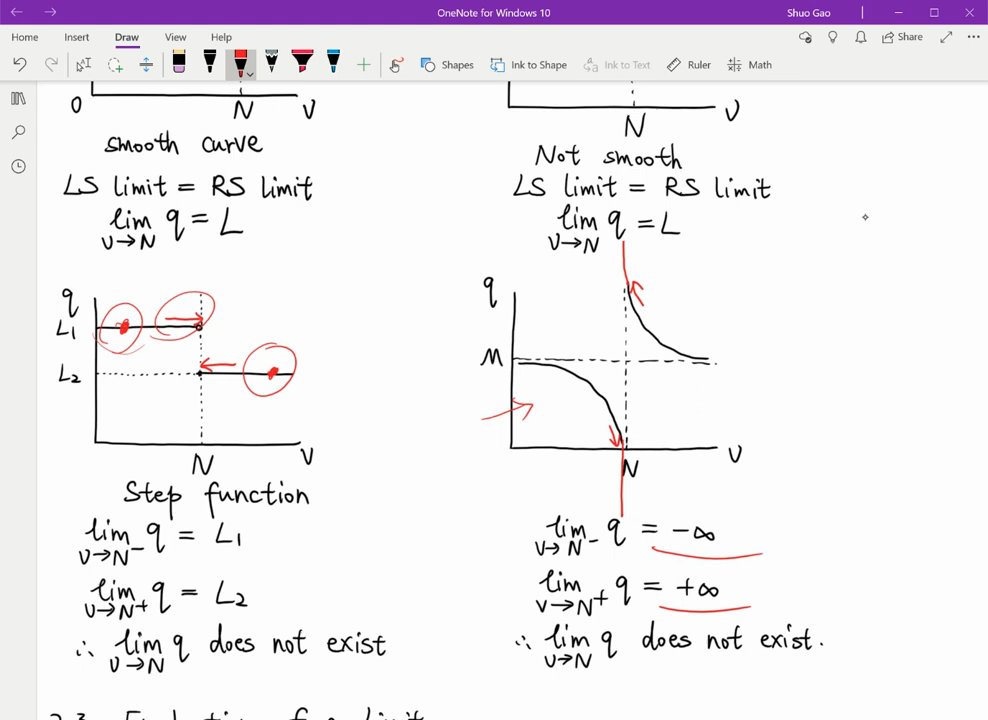 OneNote for Windows 10
Shuo Gao
Home Insert Draw View Help
Share
Shapes Ink to Shape Ink to Text Ruler Math
O N V
smooth curve
LS limit = RS limit
lim q = L
V→N
N V
Not smooth
LS limit = RS limit
lim q = L
V→N
q
L1
L2
N V
Step function
lim q = L1
V→N-
lim q = L2
V→N+
∴ lim q does not exist
V→N
q
M
N V
lim q = -∞
V→N-
lim q = +∞
V→N+
∴ lim q does not exist.
V→N